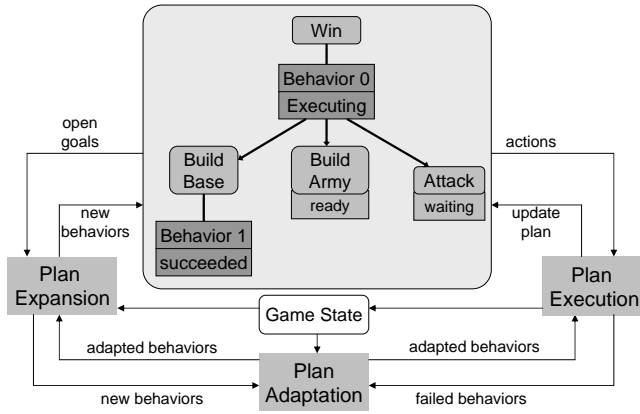 Win
Behavior 0
Executing
open
goals
actions
Build
Base
Build
Army
ready
Attack
waiting
new
behaviors
update
plan
Behavior 1
succeeded
Plan
Expansion
Plan
Execution
Game State
adapted behaviors
adapted behaviors
Plan
Adaptation
new behaviors
failed behaviors